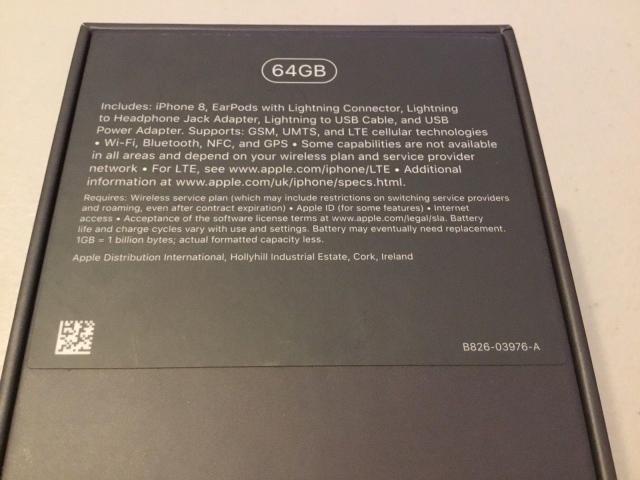 64GB
Includes: iPhone 8, EarPods with Lightning Connector, Lightning
to Headphone Jack Adapter, Lightning to USB Cable, and USB
Power Adapter. Supports: GSM, UMTS, and LTE cellular technologies
• Wi-Fi, Bluetooth, NFC, and GPS • Some capabilities are not available
in all areas and depend on your wireless plan and service provider
network • For LTE, see www.apple.com/iphone/LTE • Additional
information at www.apple.com/uk/iphone/specs.html.
Requires: Wireless service plan (which may include restrictions on switching service providers
and roaming, even after contract expiration) • Apple ID (for some features) • Internet
access • Acceptance of the software license terms at www.apple.com/legal/sla. Battery
life and charge cycles vary with use and settings. Battery may eventually need replacement.
1GB = 1 billion bytes; actual formatted capacity less.
Apple Distribution International, Hollyhill Industrial Estate, Cork, Ireland
B826-03976-A